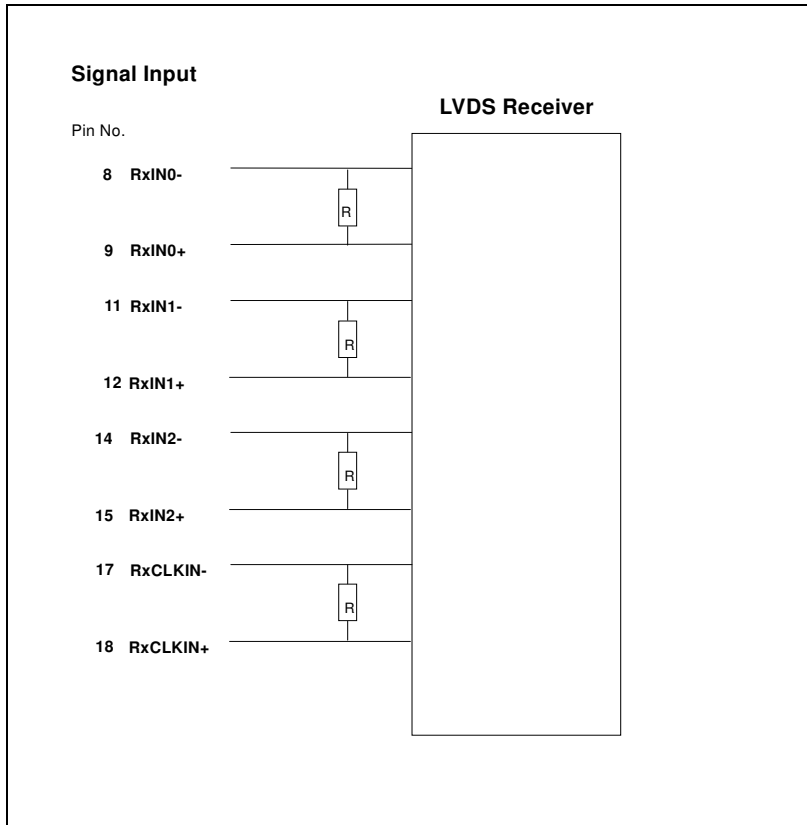 Signal Input
LVDS Receiver
Pin No.
8 RxIN0-
R
9 RxIN0+
11 RxIN1-
R
12 RxIN1+
14 RxIN2-
R
15 RxIN2+
17 RxCLKIN-
R
18 RxCLKIN+